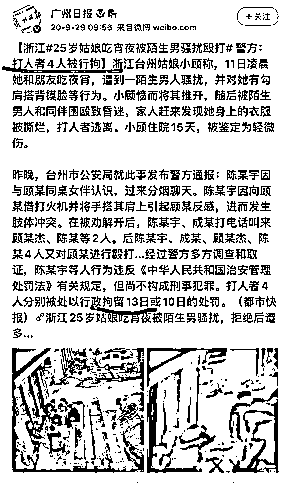 广州日报
20-9-29 09:56 来自微博 weibo.com
+关注
【浙江#25岁姑娘吃宵夜被陌生男骚扰殴打# 警方：
打人者4人被行拘】浙江台州姑娘小顾称，11日凌晨
她和朋友吃夜宵，遭到一陌生男人骚扰，并对她有勾
肩搭背摸脸等行为。小顾愤而将其推开，随后被陌生
男人和同伴围殴致昏迷，家人赶来发现她身上的衣服
被撕烂，打人者逃离。小顾住院15天，被鉴定为轻微
伤。
昨晚，台州市公安局就此事发布警方通报：陈某宇因
与顾某同桌女伴认识，过来分烟聊天。陈某宇因向顾
某借打火机并将手搭其肩上引起顾某反感，进而发生
肢体冲突。在被劝开后，陈某宇、成某打电话叫来
顾某杰、陈某等2人。后陈某宇、成某、顾某杰、陈
某4人又对顾某进行殴打...经过警方多方调查和取
证，陈某宇等人行为违反《中华人民共和国治安管理
处罚法》有关规定，但尚不构成刑事犯罪。打人者4
人分别被处以行政拘留13日或10日的处罚。（都市快
报）浙江25岁姑娘吃宵夜被陌生男骚扰，拒绝后遭
多...